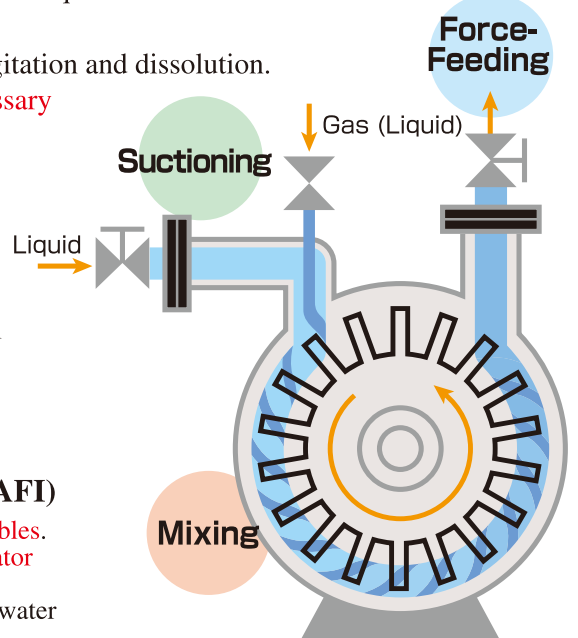 gitation and dissolution.
ssary
Force-
Feeding
Gas (Liquid)
Suctioning
Liquid
Mixing
AFI)
bles.
ator
water